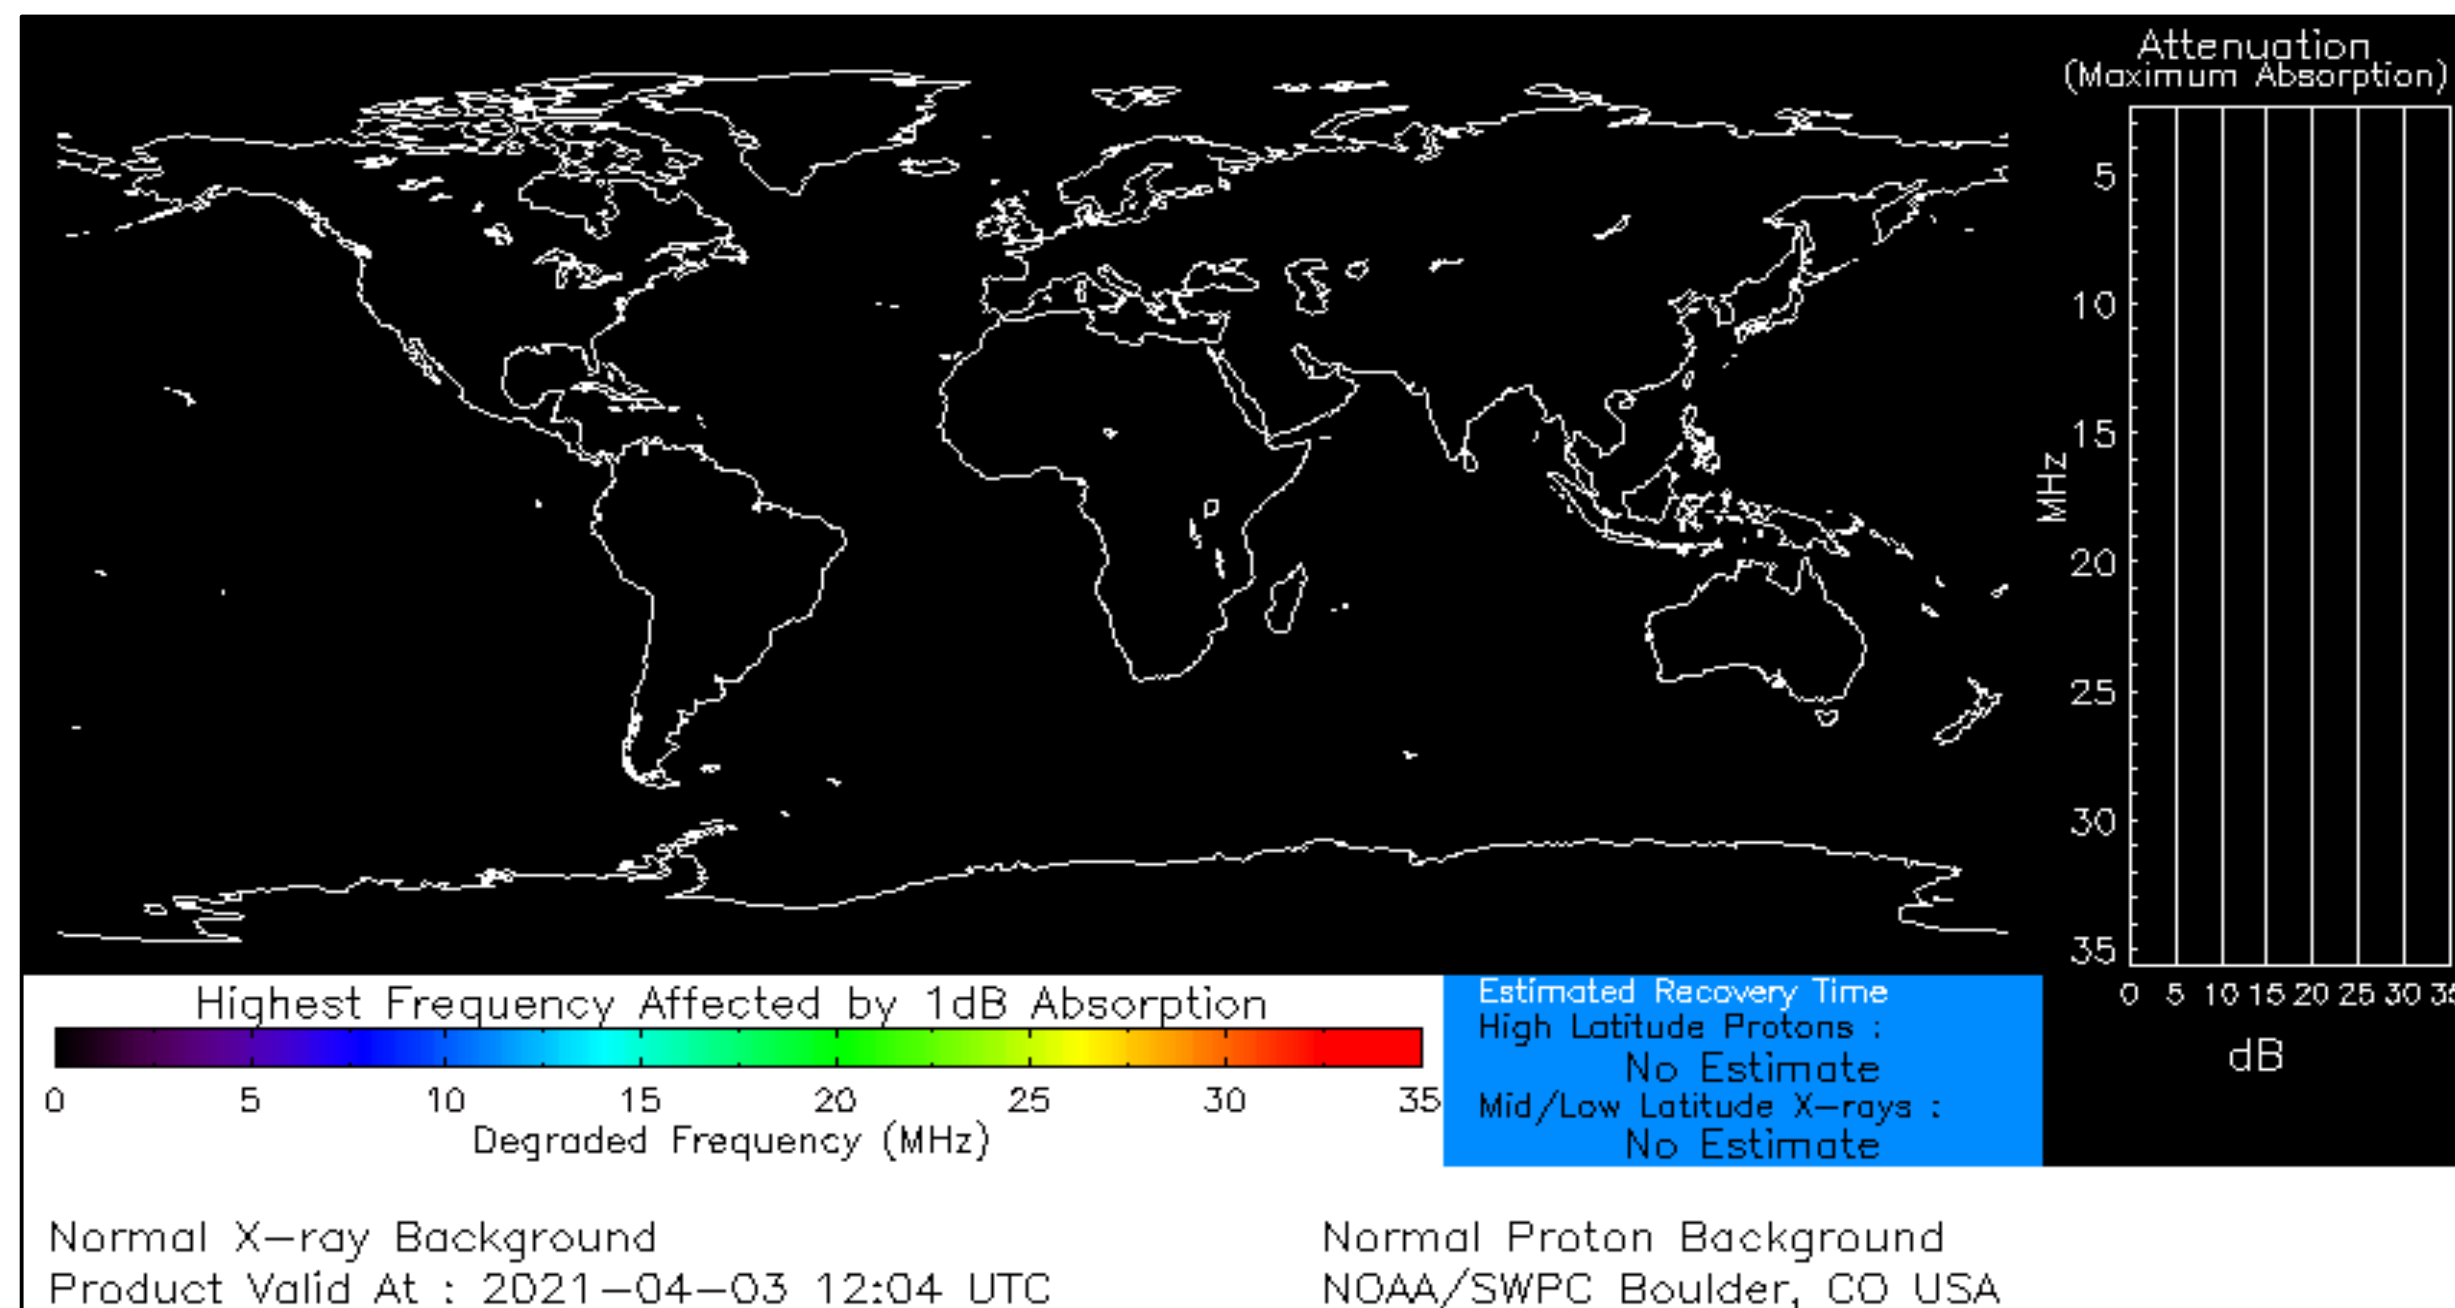 Attenuation
(Maximum Absorption)
5
10
15
20
25
30
35
MHz
0 5 10 15 20 25 30 35
dB
Highest Frequency Affected by 1dB Absorption
0 5 10 15 20 25 30 35
Degraded Frequency (MHz)
Estimated Recovery Time
High Latitude Protons :
No Estimate
Mid/Low Latitude X-rays :
No Estimate
Normal X-ray Background
Normal Proton Background
Product Valid At : 2021-04-03 12:04 UTC
NOAA/SWPC Boulder, CO USA